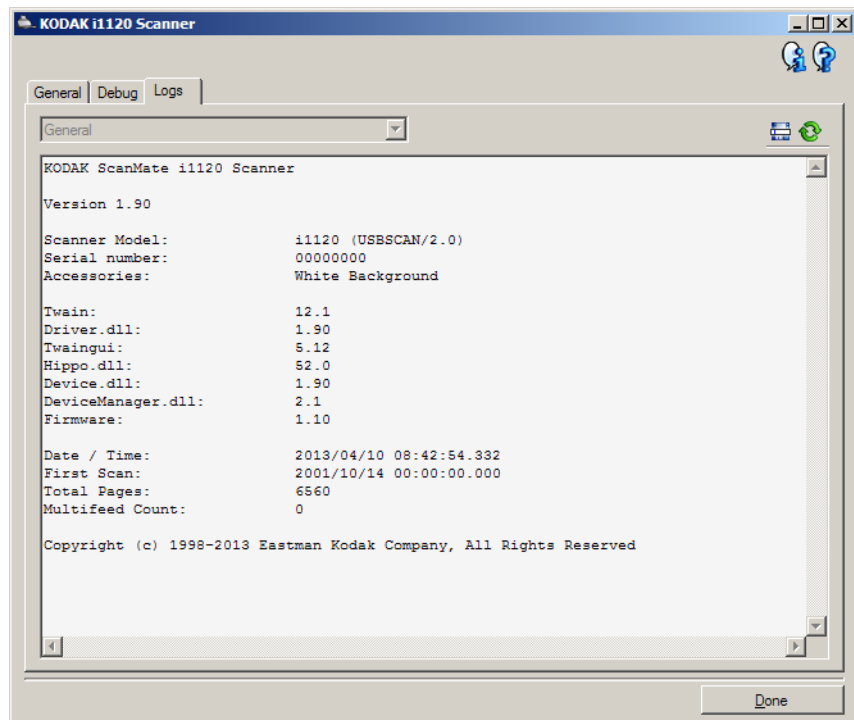 KODAK i1120 Scanner
General Debug Logs
General
KODAK ScanMate i1120 Scanner
Version 1.90
Scanner Model: i1120 (USBSCAN/2.0)
Serial number: 00000000
Accessories: White Background
Twain: 12.1
Driver.dll: 1.90
Twaingui: 5.12
Hippo.dll: 52.0
Device.dll: 1.90
DeviceManager.dll: 2.1
Firmware: 1.10
Date / Time: 2013/04/10 08:42:54.332
First Scan: 2001/10/14 00:00:00.000
Total Pages: 6560
Multifeed Count: 0
Copyright (c) 1998-2013 Eastman Kodak Company, All Rights Reserved
Done